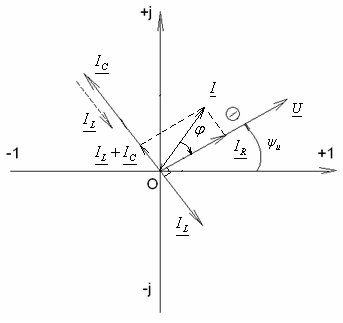 +j
I_C
I
U
I_L
φ
I_L + I_C
I_R
ψ_u
-1
+1
O
I_L
-j